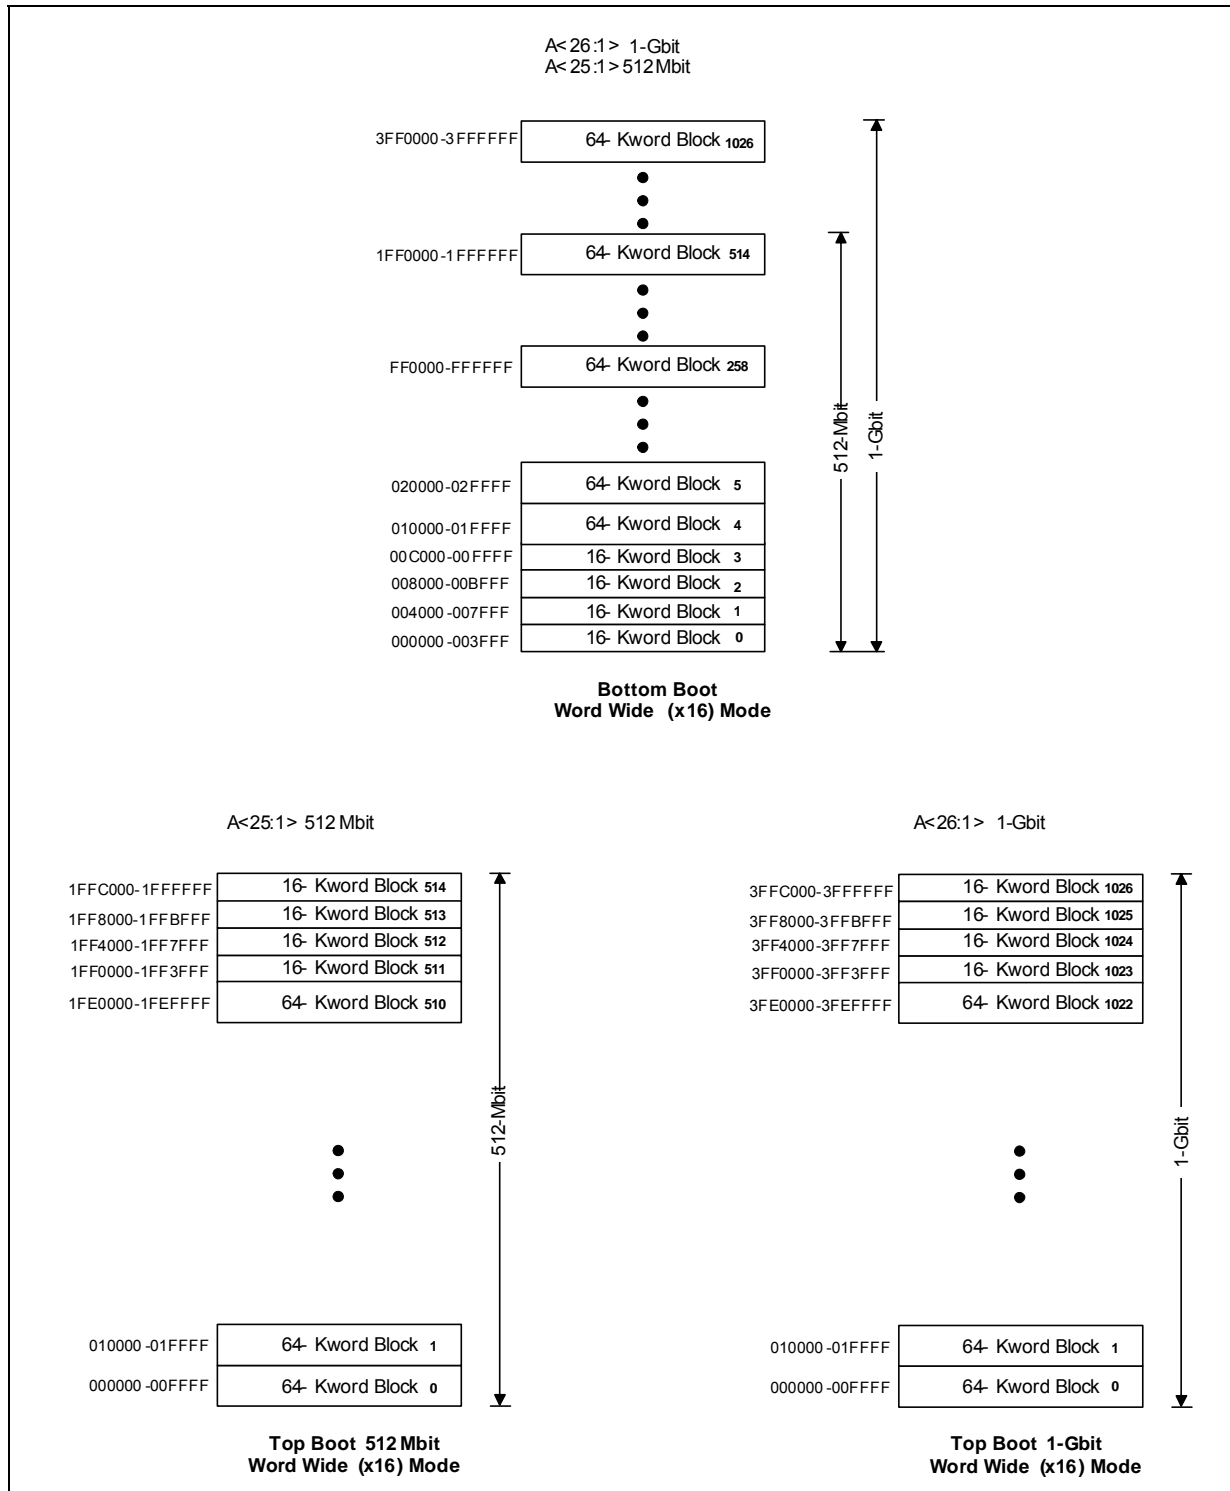 A<26:1> 1-Gbit
A<25:1> 512 Mbit
3FF0000-3FFFFFF 64- Kword Block 1026
1FF0000-1FFFFFF 64- Kword Block 514
FF0000-FFFFFF 64- Kword Block 258
020000-02FFFF 64- Kword Block 5
010000-01FFFF 64- Kword Block 4
00C000-00FFFF 16- Kword Block 3
008000-00BFFF 16- Kword Block 2
004000-007FFF 16- Kword Block 1
000000-003FFF 16- Kword Block 0
512-Mbit
1-Gbit
Bottom Boot
Word Wide (x16) Mode
A<25:1> 512 Mbit
1FFC000-1FFFFFF 16- Kword Block 514
1FF8000-1FFBFFF 16- Kword Block 513
1FF4000-1FF7FFF 16- Kword Block 512
1FF0000-1FF3FFF 16- Kword Block 511
1FE0000-1FEFFFF 64- Kword Block 510
512-Mbit
010000-01FFFF 64- Kword Block 1
000000-00FFFF 64- Kword Block 0
Top Boot 512 Mbit
Word Wide (x16) Mode
A<26:1> 1-Gbit
3FFC000-3FFFFFF 16- Kword Block 1026
3FF8000-3FFBFFF 16- Kword Block 1025
3FF4000-3FF7FFF 16- Kword Block 1024
3FF0000-3FF3FFF 16- Kword Block 1023
3FE0000-3FEFFFF 64- Kword Block 1022
1-Gbit
010000-01FFFF 64- Kword Block 1
000000-00FFFF 64- Kword Block 0
Top Boot 1-Gbit
Word Wide (x16) Mode